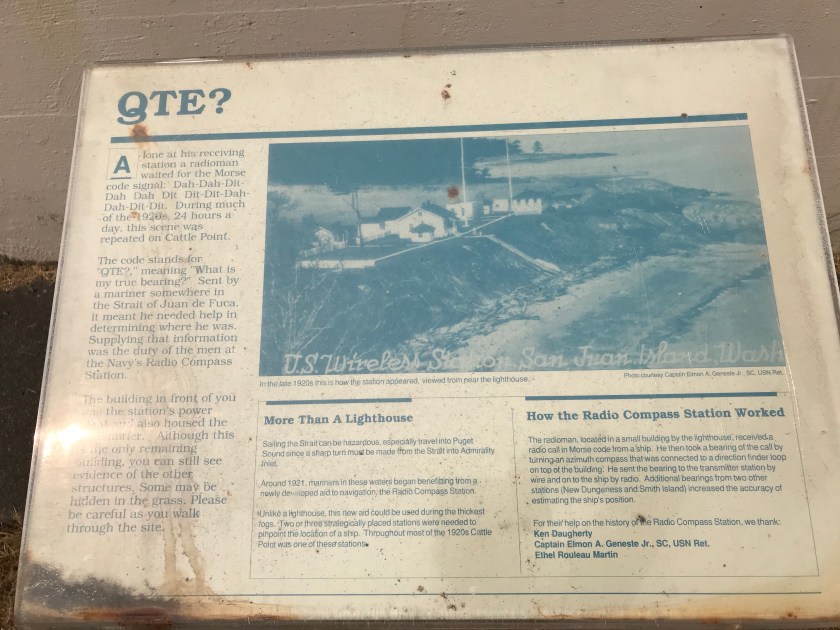 QTE?
Alone at his receiving
station a radioman
waited for the Morse
code signal: Dah-Dah-Dit-
Dah Dah Dit Dit-Dit-Dah-
Dah-Dit-Dit. During much
of the 1920s, 24 hours a
day, this scene was
repeated on Cattle Point.
The code stands for
"QTE?," meaning "What is
my true bearing?" Sent by
a mariner somewhere in
the Strait of Juan de Fuca,
it meant he needed help in
determining where he was.
Supplying that information
was the duty of the men at
the Navy's Radio Compass
Station.
The building in front of you
was the station's power
and also housed the
Although this
is the only remaining
building, you can still see
evidence of the other
structures. Some may be
hidden in the grass. Please
be careful as you walk
through the site.
U.S. Wireless Station, San Juan Island, Wash
In the late 1920s this is how the station appeared, viewed from near the lighthouse.
Photo courtesy Captain Elmon A. Geneste Jr., SC, USN Ret.
More Than A Lighthouse
Sailing the Strait can be hazardous, especially travel into Puget
Sound since a sharp turn must be made from the Strait into Admiralty
Inlet.
Around 1921, mariners in these waters began benefiting from a
newly developed aid to navigation, the Radio Compass Station.
Unlike a lighthouse, this new aid could be used during the thickest
fogs. Two or three strategically placed stations were needed to
pinpoint the location of a ship. Throughout most of the 1920s Cattle
Point was one of these stations.
How the Radio Compass Station Worked
The radioman, located in a small building by the lighthouse, received a
radio call in Morse code from a ship. He then took a bearing of the call by
turning an azimuth compass that was connected to a direction finder loop
on top of the building. He sent the bearing to the transmitter station by
wire and on to the ship by radio. Additional bearings from two other
stations (New Dungeness and Smith Island) increased the accuracy of
estimating the ship's position.
For their help on the history of the Radio Compass Station, we thank:
Ken Daugherty
Captain Elmon A. Geneste Jr., SC, USN Ret.
Ethel Rouleau Martin